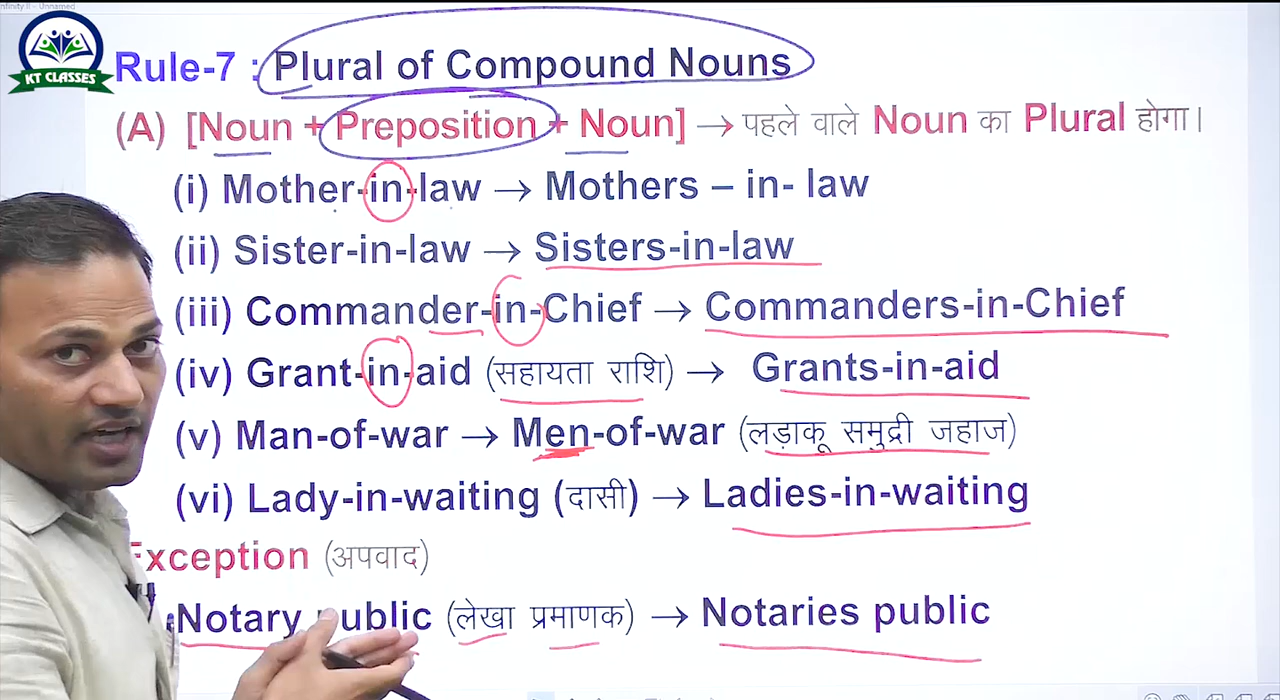 nfinity II - Unnamed
KT CLASSES
Rule-7 : Plural of Compound Nouns
(A) [Noun + Preposition + Noun] → पहले वाले Noun का Plural होगा।
(i) Mother-in-law → Mothers – in- law
(ii) Sister-in-law → Sisters-in-law
(iii) Commander-in-Chief → Commanders-in-Chief
(iv) Grant-in-aid (सहायता राशि) → Grants-in-aid
(v) Man-of-war → Men-of-war (लड़ाकू समुद्री जहाज)
(vi) Lady-in-waiting (दासी) → Ladies-in-waiting
Exception (अपवाद)
Notary public (लेखा प्रमाणक) → Notaries public